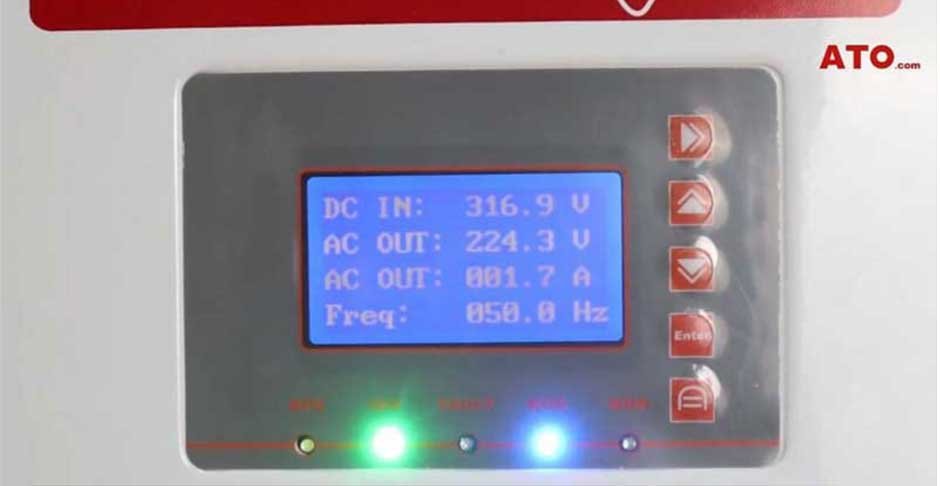 ATO.com
DC IN: 316.9 V
AC OUT: 224.3 V
AC OUT: 001.7 A
Freq: 050.0 Hz
Enter